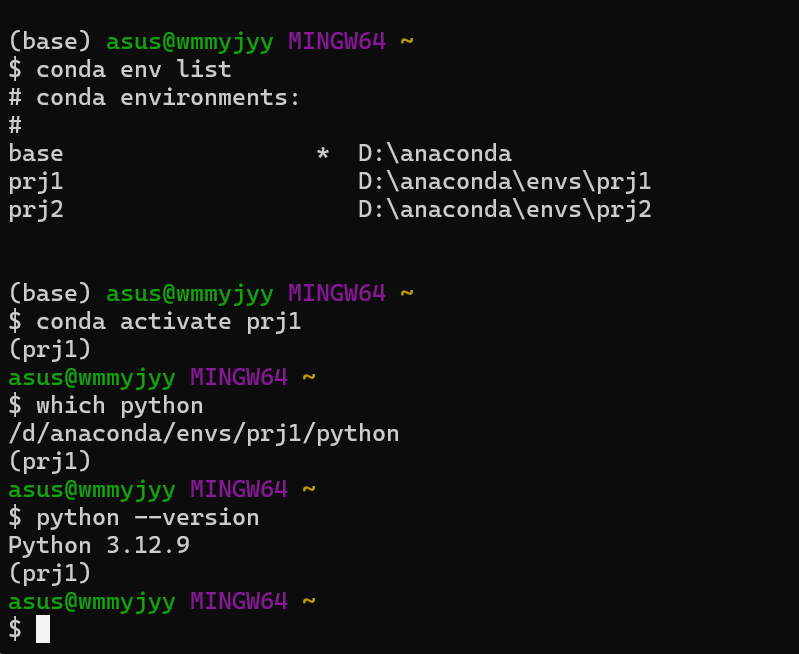 (base) asus@wmmyjyy MINGW64 ~
$ conda env list
# conda environments:
#
base                  *  D:\anaconda
prj1                     D:\anaconda\envs\prj1
prj2                     D:\anaconda\envs\prj2
(base) asus@wmmyjyy MINGW64 ~
$ conda activate prj1
(prj1)
asus@wmmyjyy MINGW64 ~
$ which python
/d/anaconda/envs/prj1/python
(prj1)
asus@wmmyjyy MINGW64 ~
$ python --version
Python 3.12.9
(prj1)
asus@wmmyjyy MINGW64 ~
$